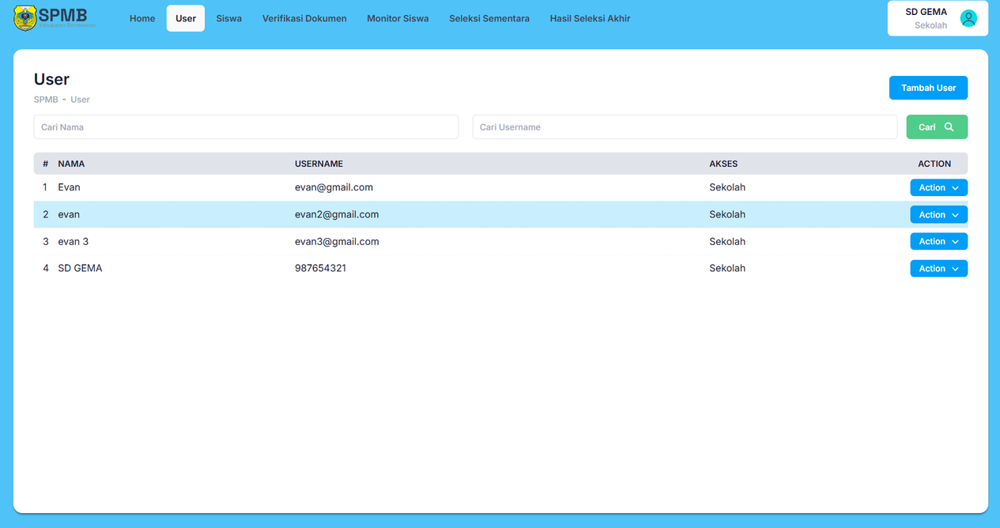 SPMB
Home User Siswa Verifikasi Dokumen Monitor Siswa Seleksi Sementara Hasil Seleksi Akhir
SD GEMA
Sekolah
User
SPMB - User
Tambah User
Cari Nama Cari Username Cari
# NAMA USERNAME AKSES ACTION
1 Evan evan@gmail.com Sekolah Action
2 evan evan2@gmail.com Sekolah Action
3 evan 3 evan3@gmail.com Sekolah Action
4 SD GEMA 987654321 Sekolah Action